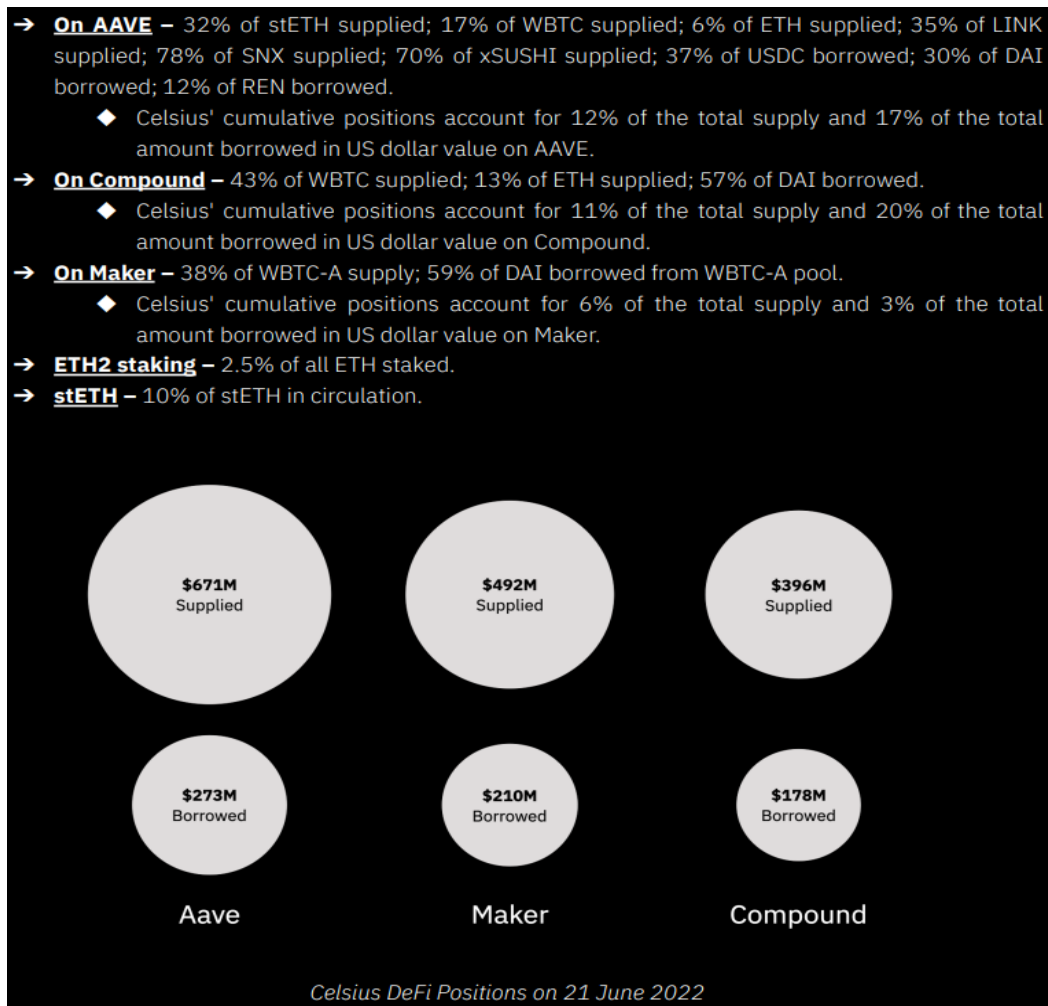 ➔ On AAVE – 32% of stETH supplied; 17% of WBTC supplied; 6% of ETH supplied; 35% of LINK
supplied; 78% of SNX supplied; 70% of xSUSHI supplied; 37% of USDC borrowed; 30% of DAI
borrowed; 12% of REN borrowed.
◆ Celsius' cumulative positions account for 12% of the total supply and 17% of the total
amount borrowed in US dollar value on AAVE.
➔ On Compound – 43% of WBTC supplied; 13% of ETH supplied; 57% of DAI borrowed.
◆ Celsius' cumulative positions account for 11% of the total supply and 20% of the total
amount borrowed in US dollar value on Compound.
➔ On Maker – 38% of WBTC-A supply; 59% of DAI borrowed from WBTC-A pool.
◆ Celsius' cumulative positions account for 6% of the total supply and 3% of the total
amount borrowed in US dollar value on Maker.
➔ ETH2 staking – 2.5% of all ETH staked.
➔ stETH – 10% of stETH in circulation.
$671M
Supplied
$492M
Supplied
$396M
Supplied
$273M
Borrowed
$210M
Borrowed
$178M
Borrowed
Aave
Maker
Compound
Celsius DeFi Positions on 21 June 2022